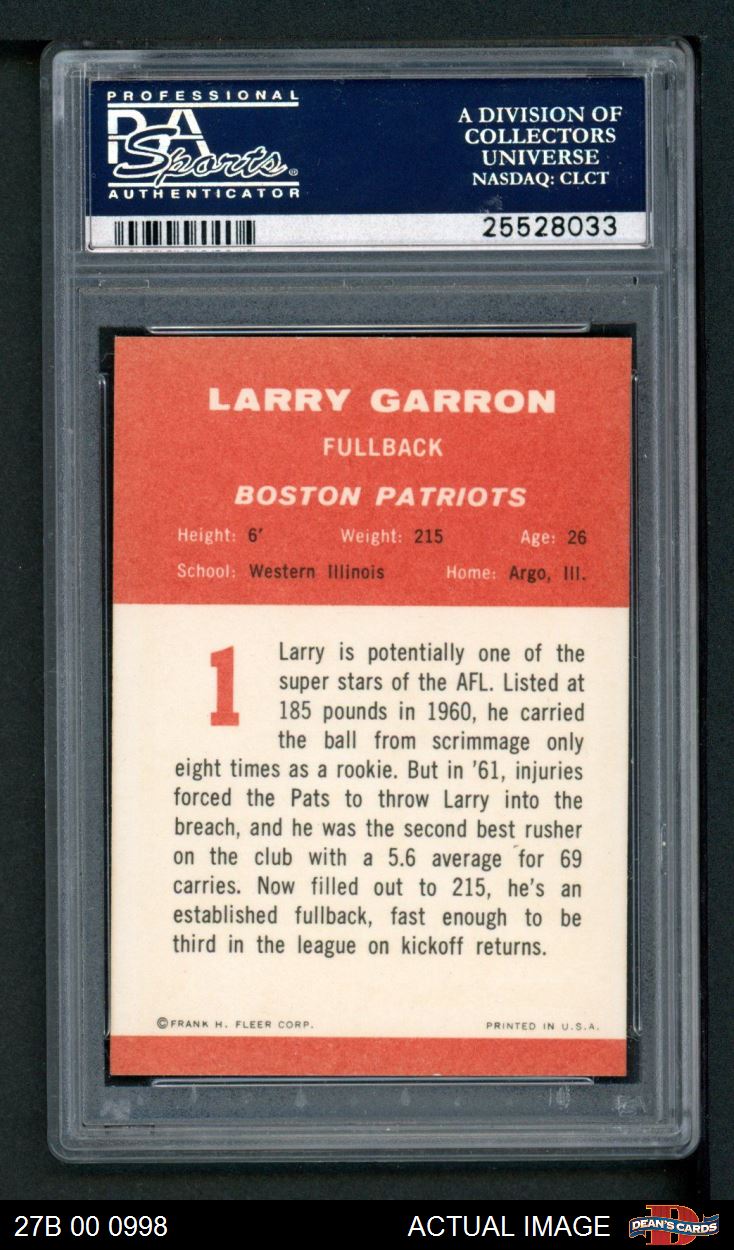 PROFESSIONAL
PSA
Sports®
AUTHENTICATOR
A DIVISION OF
COLLECTORS
UNIVERSE
NASDAQ: CLCT
25528033
LARRY GARRON
FULLBACK
BOSTON PATRIOTS
Height: 6' Weight: 215 Age: 26
School: Western Illinois Home: Argo, Ill.
1
Larry is potentially one of the
super stars of the AFL. Listed at
185 pounds in 1960, he carried
the ball from scrimmage only
eight times as a rookie. But in '61, injuries
forced the Pats to throw Larry into the
breach, and he was the second best rusher
on the club with a 5.6 average for 69
carries. Now filled out to 215, he's an
established fullback, fast enough to be
third in the league on kickoff returns.
©FRANK H. FLEER CORP. PRINTED IN U.S.A.
27B 00 0998 ACTUAL IMAGE D DEAN'S CARDS